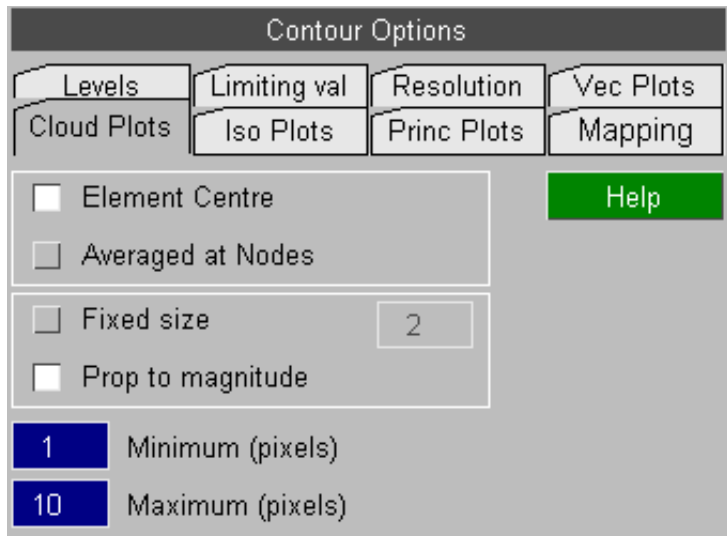 Contour Options
Levels Limiting val Resolution Vec Plots
Cloud Plots Iso Plots Princ Plots Mapping
Element Centre Help
Averaged at Nodes
Fixed size 2
Prop to magnitude
1 Minimum (pixels)
10 Maximum (pixels)